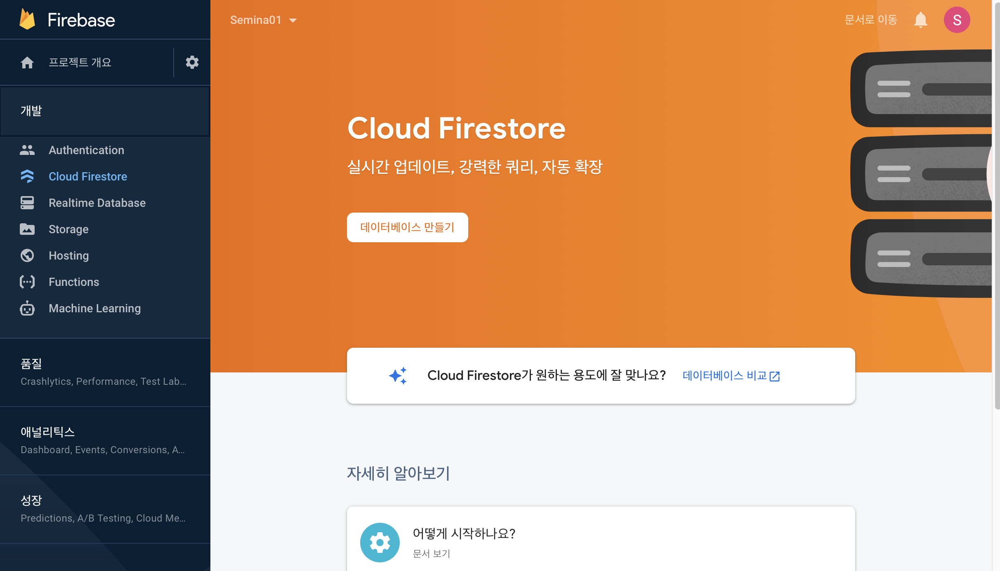 Firebase
프로젝트 개요
개발
Authentication
Cloud Firestore
Realtime Database
Storage
Hosting
Functions
Machine Learning
품질
Crashlytics, Performance, Test Lab...
애널리틱스
Dashboard, Events, Conversions, A...
성장
Predictions, A/B Testing, Cloud Me...
Semina01
문서로 이동
S
Cloud Firestore
실시간 업데이트, 강력한 쿼리, 자동 확장
데이터베이스 만들기
Cloud Firestore가 원하는 용도에 잘 맞나요? 데이터베이스 비교
자세히 알아보기
어떻게 시작하나요?
문서 보기